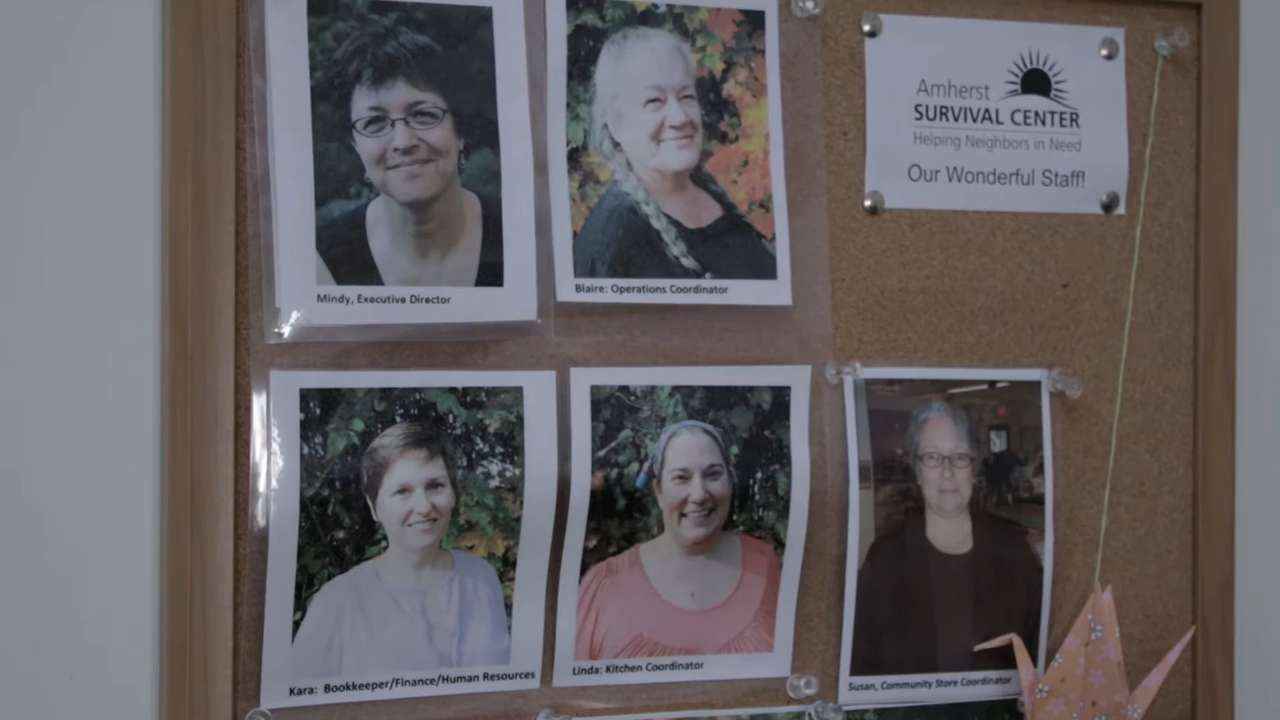 Amherst
SURVIVAL CENTER
Helping Neighbors in Need
Our Wonderful Staff!
Mindy, Executive Director
Blaire: Operations Coordinator
Kara: Bookkeeper/Finance/Human Resources
Linda: Kitchen Coordinator
Susan, Community Store Coordinator